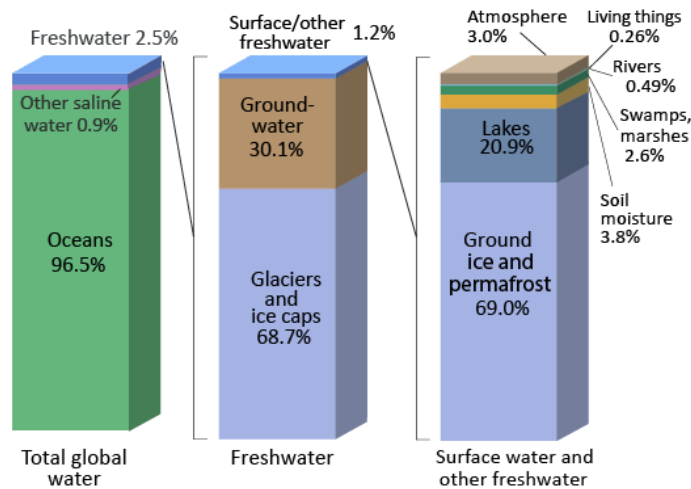 Freshwater 2.5%
Other saline
water 0.9%
Oceans
96.5%
Total global
water
Surface/other
freshwater
1.2%
Ground-
water
30.1%
Glaciers
and
ice caps
68.7%
Freshwater
Atmosphere
3.0%
Living things
0.26%
Rivers
0.49%
Swamps,
marshes
2.6%
Soil
moisture
3.8%
Lakes
20.9%
Ground
ice and
permafrost
69.0%
Surface water and
other freshwater